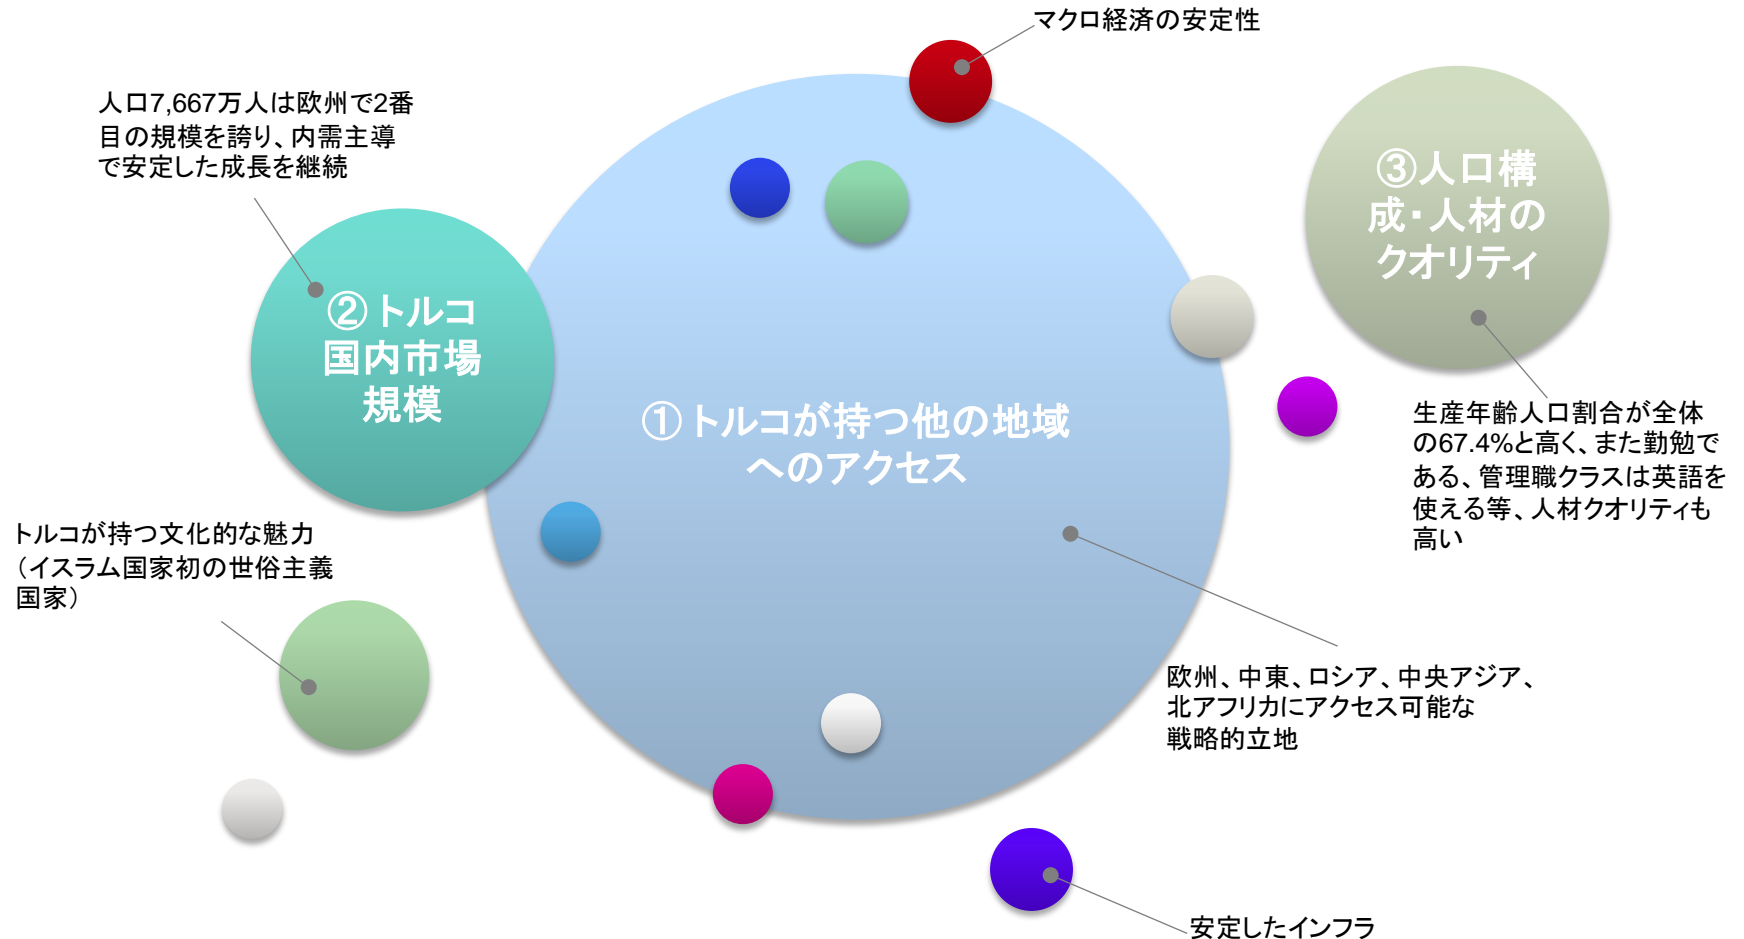 マクロ経済の安定性
人口7,667万人は欧州で2番
目の規模を誇り、内需主導
で安定した成長を継続
③人口構
成・人材の
クオリティ
②トルコ
国内市場
規模
①トルコが持つ他の地域
へのアクセス
生産年齢人口割合が全体
の67.4%と高く、また勤勉で
ある、管理職クラスは英語を
使える等、人材クオリティも
高い
トルコが持つ文化的な魅力
（イスラム国家初の世俗主義
国家）
欧州、中東、ロシア、中央アジア、
北アフリカにアクセス可能な
戦略的立地
安定したインフラ